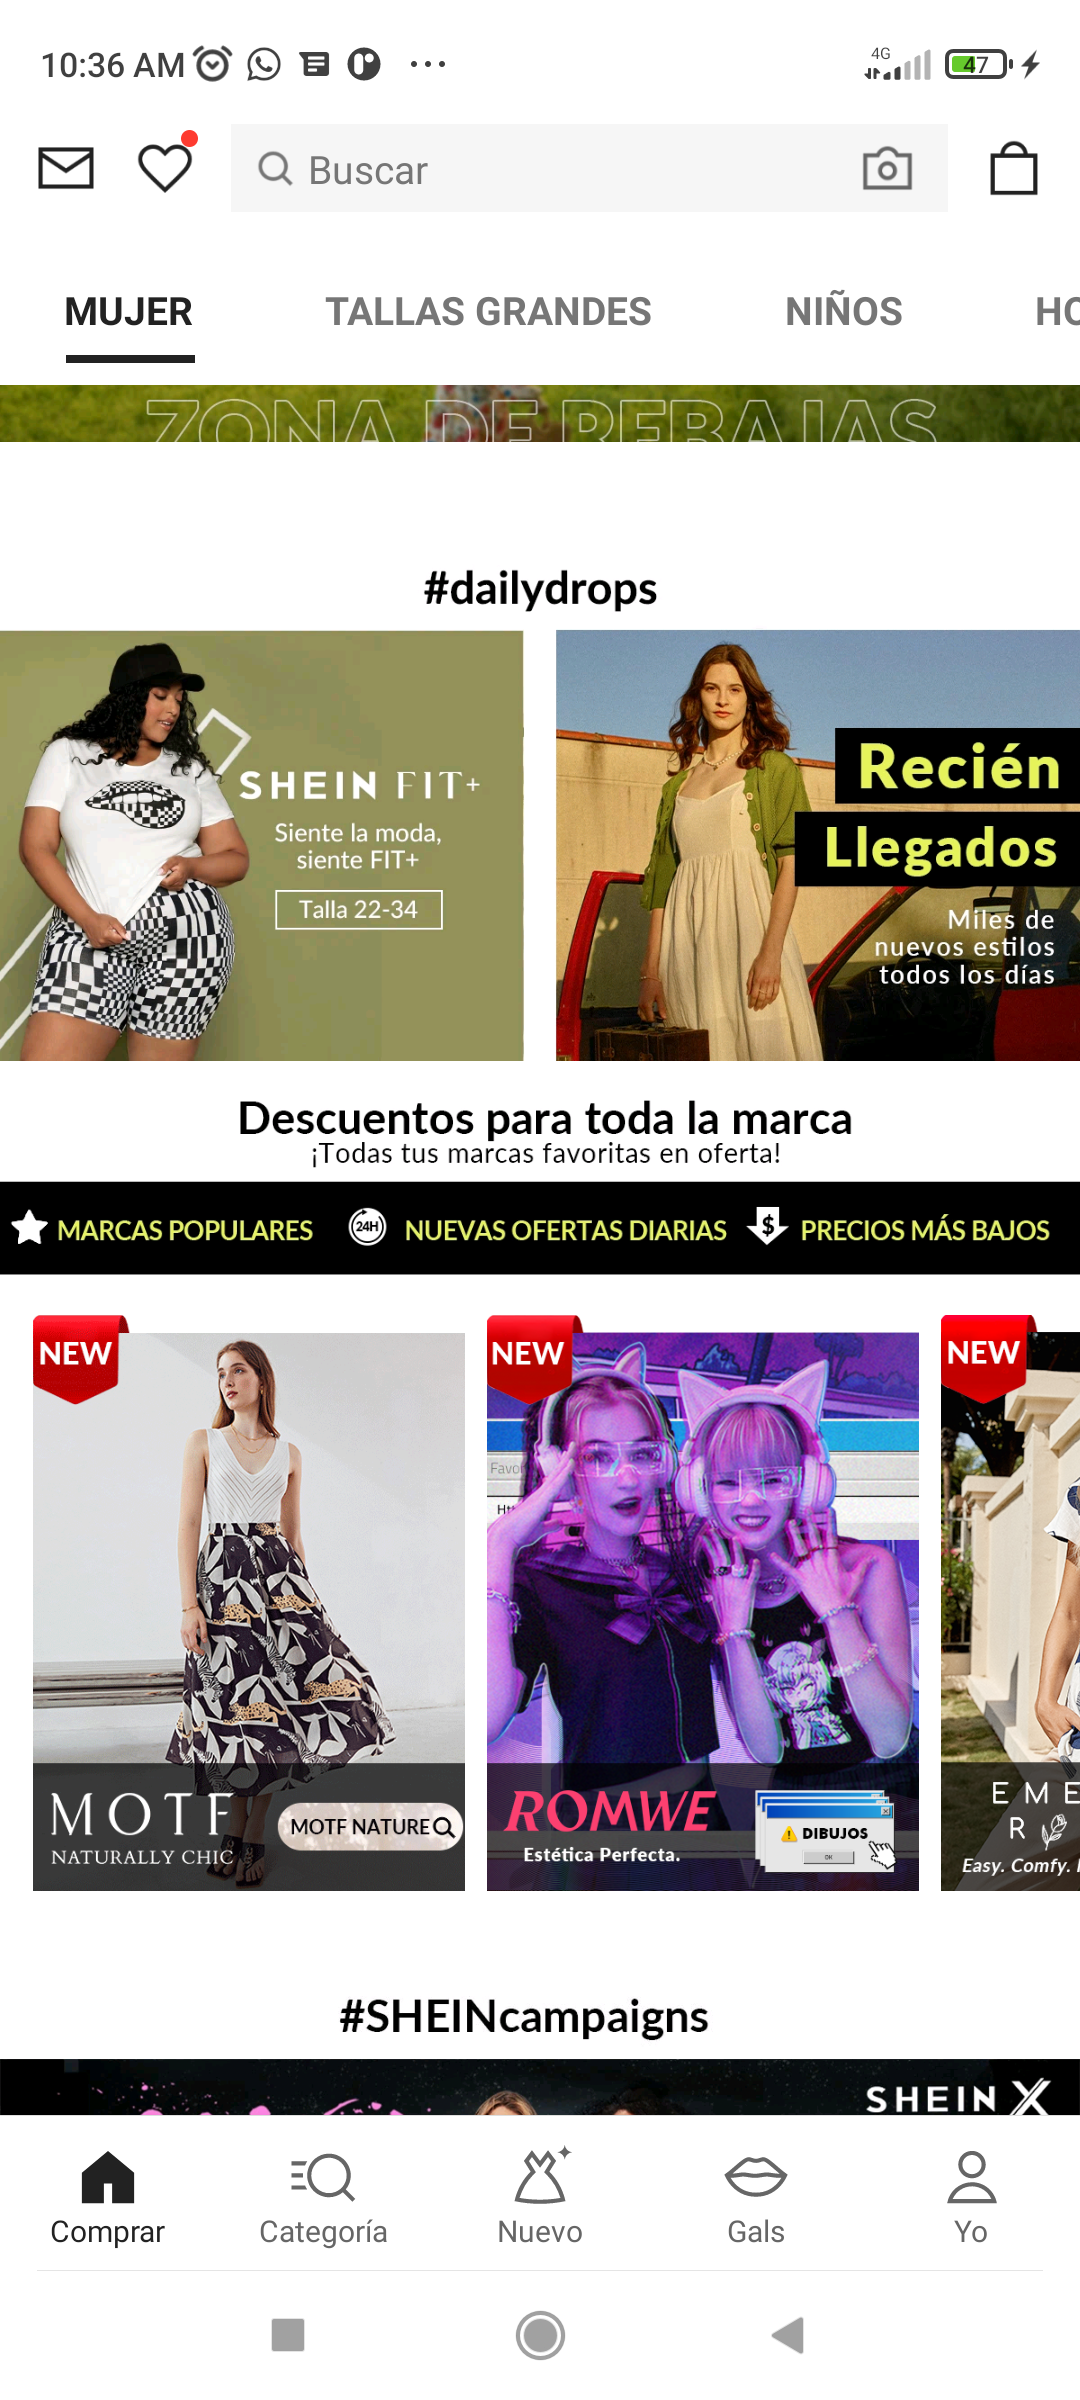 10:36 AM
4G
47
Buscar
MUJER
TALLAS GRANDES
NIÑOS
HO
ZONA DE REBAJAS
#dailydrops
SHEIN FIT+
Siente la moda,
siente FIT+
Talla 22-34
Recién
Llegados
Miles de
nuevos estilos
todos los días
Descuentos para toda la marca
¡Todas tus marcas favoritas en oferta!
MARCAS POPULARES
24H
NUEVAS OFERTAS DIARIAS
$
PRECIOS MÁS BAJOS
NEW
MOTF
NATURALLY CHIC
MOTF NATURE
NEW
Favor
Htt
ROMWE
Estética Perfecta.
DIBUJOS
OK
NEW
EME
R
Easy. Comfy.
#SHEINcampaigns
SHEIN X
Comprar
Categoría
Nuevo
Gals
Yo